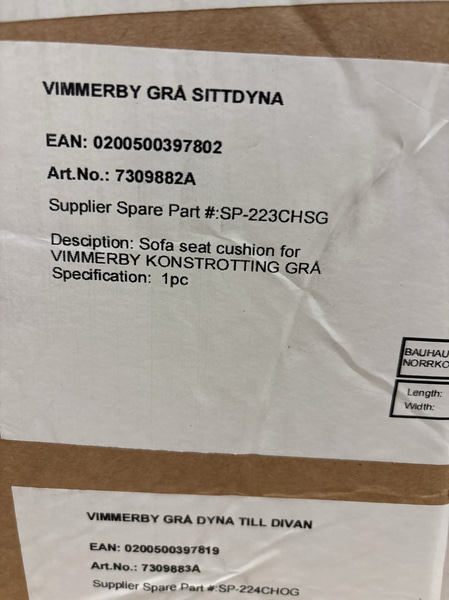 VIMMERBY GRÅ SITTDYNA
EAN: 0200500397802
Art.No.: 7309882A
Supplier Spare Part #:SP-223CHSG
Desciption: Sofa seat cushion for
VIMMERBY KONSTROTTING GRÅ
Specification: 1pc
BAUHAU
NORRKO
Length:
Width:
VIMMERBY GRÅ DYNA TILL DIVAN
EAN: 0200500397819
Art.No.: 7309883A
Supplier Spare Part #:SP-224CHOG